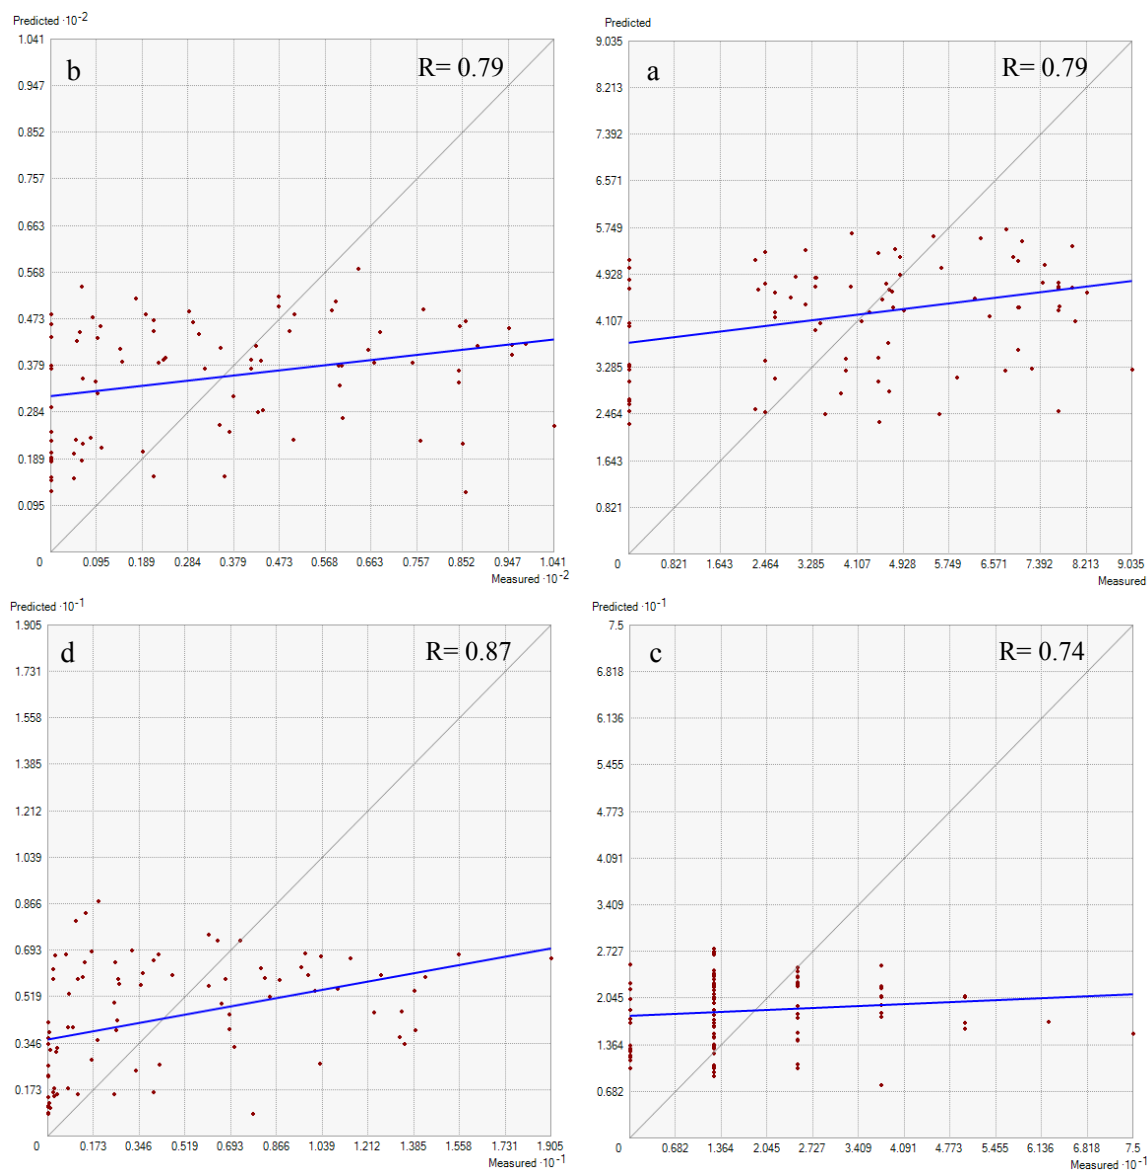 Predicted ·10-2
1.041
0.947
0.852
0.757
0.663
0.568
0.473
0.379
0.284
0.189
0.095
b
R= 0.79
0 0.095 0.189 0.284 0.379 0.473 0.568 0.663 0.757 0.852 0.947 1.041
Measured ·10-2
Predicted
9.035
8.213
7.392
6.571
5.749
4.928
4.107
3.285
2.464
1.643
0.821
a
R= 0.79
0 0.821 1.643 2.464 3.285 4.107 4.928 5.749 6.571 7.392 8.213 9.035
Measured
Predicted ·10-1
1.905
1.731
1.558
1.385
1.212
1.039
0.866
0.693
0.519
0.346
0.173
d
R= 0.87
0 0.173 0.346 0.519 0.693 0.866 1.039 1.212 1.385 1.558 1.731 1.905
Measured ·10-1
Predicted ·10-1
7.5
6.818
6.136
5.455
4.773
4.091
3.409
2.727
2.045
1.364
0.682
c
R= 0.74
0 0.682 1.364 2.045 2.727 3.409 4.091 4.773 5.455 6.136 6.818 7.5
Measured ·10-1